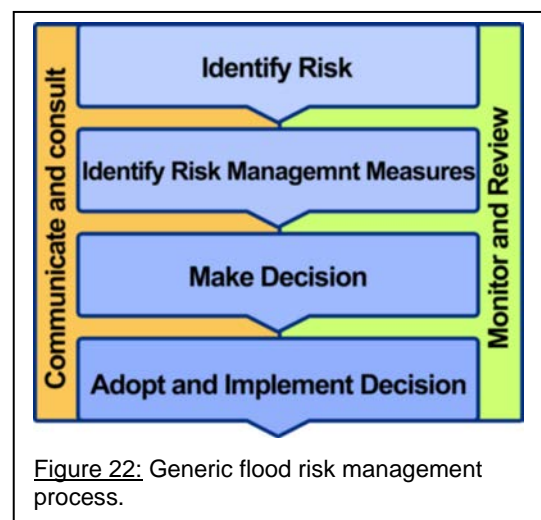 Communicate and consult
Identify Risk
Identify Risk Managemnt Measures
Make Decision
Adopt and Implement Decision
Monitor and Review
Figure 22: Generic flood risk management
process.